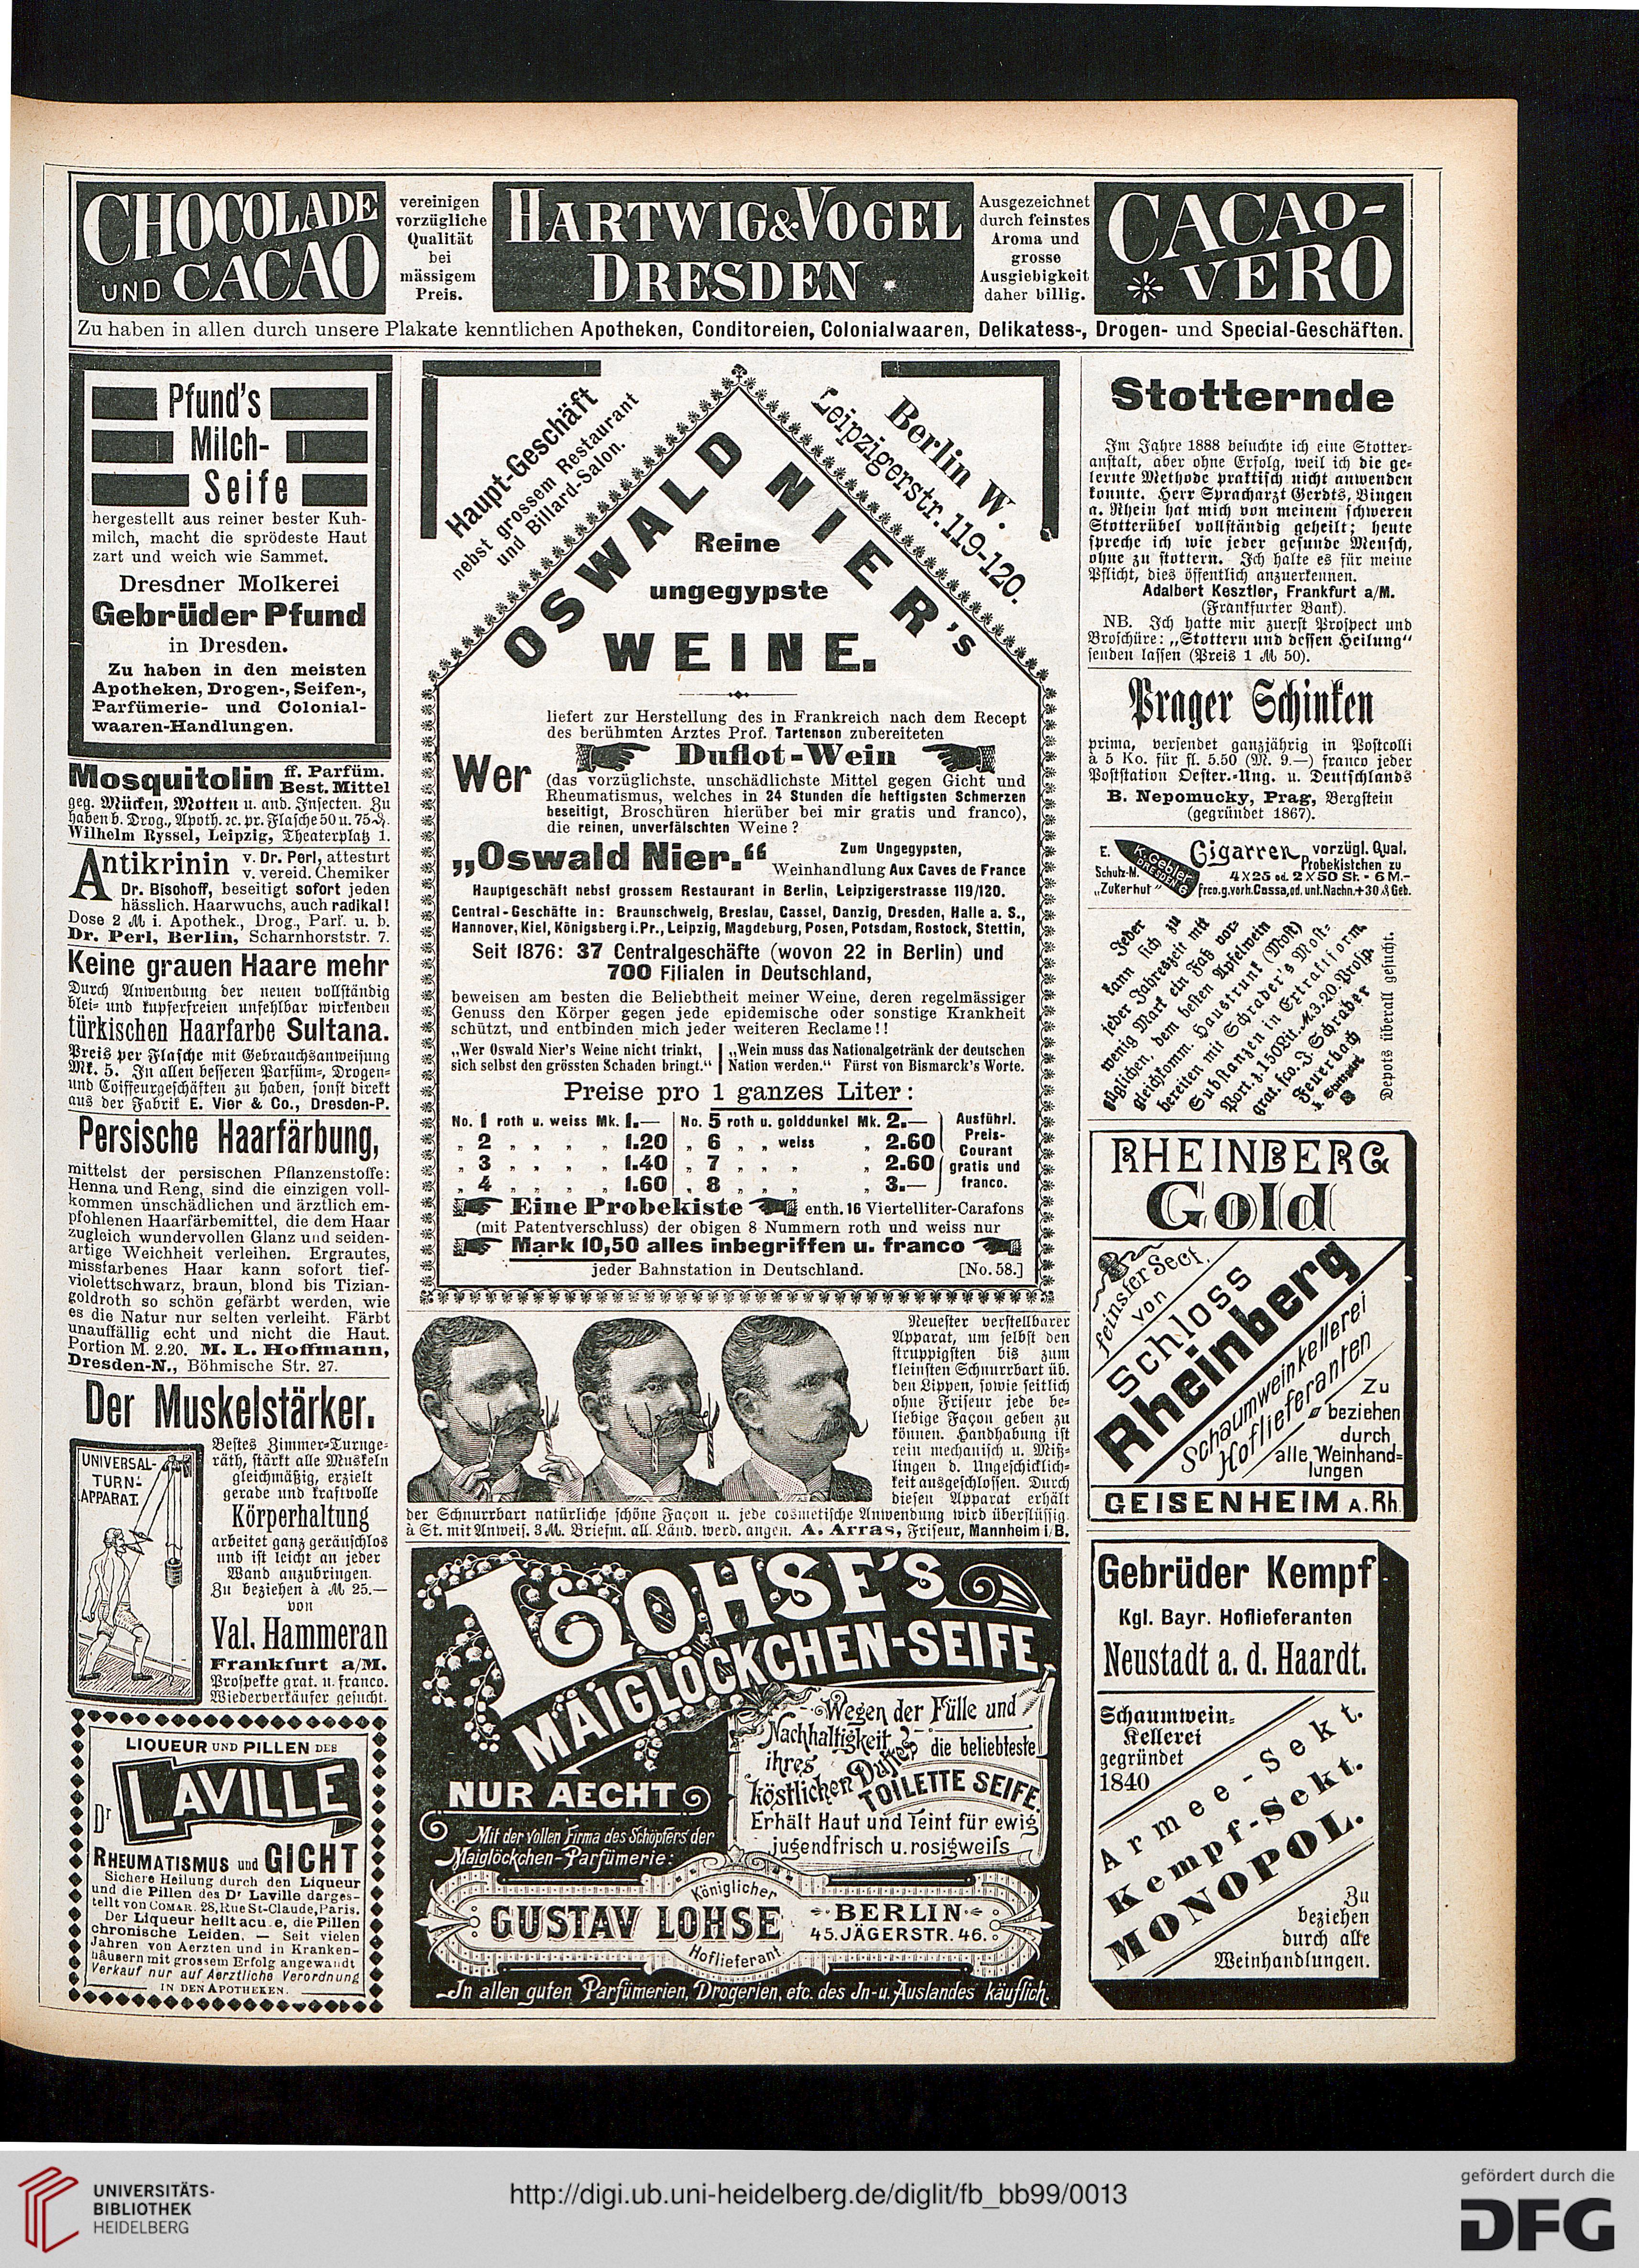 CHOCOLADE
UND CACAO
vereinigen
vorzügliche
Qualität
bei
mässigem
Preis.
HARTWIG & VOGEL
DRESDEN
Ausgezeichnet
durch feinstes
Aroma und
grosse
Ausgiebigkeit
daher billig.
CACAO-
VERO
Zu haben in allen durch unsere Plakate kenntlichen Apotheken, Conditoreien, Colonialwaaren, Delikatess-, Drogen- und Special-Geschäften.
Pfund's
Milch-
Seife
hergestellt aus reiner bester Kuh-
milch, macht die sprödeste Haut
zart und weich wie Sammet.
Dresdner Molkerei
Gebrüder Pfund
in Dresden.
Zu haben in den meisten
Apotheken, Drogen-, Seifen-,
Parfümerie- und Colonial-
waaren-Handlungen.
Mosquitolin ff. Parfüm.
Best. Mittel
geg. Mücken, Motten u. and. Insecten. Zu
haben b. Drog., Apoth. ꝛc. pr. Flasche 50 u. 75 ₰.
Wilhelm Ryssel, Leipzig, Theaterplatz 1.
Antikrinin v. Dr. Perl, attestirt
v. vereid. Chemiker
Dr. Bischoff, beseitigt sofort jeden
hässlich. Haarwuchs, auch radikal!
Dose 2 ℳ i. Apothek., Drog., Parf. u. b.
Dr. Perl, Berlin, Scharnhorststr. 7.
Keine grauen Haare mehr
Durch Anwendung der neuen vollständig
blei- und kupferfreien unfehlbar wirkenden
türkischen Haarfarbe Sultana.
Preis per Flasche mit Gebrauchsanweisung
Mk. 5. In allen besseren Parfüm-, Drogen-
und Coiffeurgeschäften zu haben, sonst direkt
aus der Fabrik E. Vier & Co., Dresden-P.
Persische Haarfärbung,
mittelst der persischen Pflanzenstoffe:
Henna und Reng, sind die einzigen voll-
kommen unschädlichen und ärztlich em-
pfohlenen Haarfärbemittel, die dem Haar
zugleich wundervollen Glanz und seiden-
artige Weichheit verleihen. Ergrautes,
missfarbenes Haar kann sofort tief-
violettschwarz, braun, blond bis Tizian-
goldroth so schön gefärbt werden, wie
es die Natur nur selten verleiht. Färbt
unauffällig echt und nicht die Haut.
Portion M. 2.20. M. L. Hoffmann,
Dresden-N., Böhmische Str. 27.
Der Muskelstärker.
UNIVERSAL-
TURN-
APPARAT.
Bestes Zimmer-Turnge-
räth, stärkt alle Muskeln
gleichmäßig, erzielt
gerade und kraftvolle
Körperhaltung
arbeitet ganz geräuschlos
und ist leicht an jeder
Wand anzubringen.
Zu beziehen à ℳ 25.—
von
Val. Hammeran
Frankfurt a/M.
Prospekte grat. u. franco.
Wiederverkäufer gesucht.
LIQUEUR UND PILLEN DES
Dr LAVILLE
RHEUMATISMUS und GICHT
Sichere Heilung durch den Liqueur
und die Pillen des Dr Laville darges-
tellt von COMAR. 28, Rue St-Claude, Paris.
Der Liqueur heilt acu e, die Pillen
chronische Leiden. — Seit vielen
Jahren von Aerzten und in Kranken-
häusern mit grossem Erfolg angewandt
Verkauf nur auf Aerztliche Verordnung
IN DEN APOTHEKEN.
Haupt-Geschäft
nebst grossem Restaurant
und Billard-Salon.
Berlin W.
Leipzigerstr. 119-120.
OSWALD NIER's
Reine
ungegypste
WEINE.
Wer
liefert zur Herstellung des in Frankreich nach dem Recept
des berühmten Arztes Prof. Tartenson zubereiteten
Duflot-Wein
(das vorzüglichste, unschädlichste Mittel gegen Gicht und
Rheumatismus, welches in 24 Stunden die heftigsten Schmerzen
beseitigt, Broschüren hierüber bei mir gratis und franco),
die reinen, unverfälschten Weine?
„Oswald Nier.“ Zum Ungegypsten,
Weinhandlung Aux Caves de France
Hauptgeschäft nebst grossem Restaurant in Berlin, Leipzigerstrasse 119/120.
Central-Geschäfte in: Braunschweig, Breslau, Cassel, Danzig, Dresden, Halle a. S.,
Hannover, Kiel, Königsberg i. Pr., Leipzig, Magdeburg, Posen, Potsdam, Rostock, Stettin,
Seit 1876: 37 Centralgeschäfte (wovon 22 in Berlin) und
700 Filialen in Deutschland,
beweisen am besten die Beliebtheit meiner Weine, deren regelmässiger
Genuss den Körper gegen jede epidemische oder sonstige Krankheit
schützt, und entbinden mich jeder weiteren Reclame!!
„Wer Oswald Nier's Weine nicht trinkt,
sich selbst den grössten Schaden bringt.“
„Wein muss das Nationalgetränk der deutschen
Nation werden.“ Fürst von Bismarck's Worte.
Preise pro 1 ganzes Liter:
No. 1 roth u. weiss Mk. 1.— No. 5 roth u. golddunkel Mk. 2.—
„ 2 „ „ „ „ 1.20 „ 6 „ „ weiss „ 2.60
„ 3 „ „ „ „ 1.40 „ 7 „ „ „ „ 2.60
„ 4 „ „ „ „ 1.60 „ 8 „ „ „ „ 3.—
Ausführl.
Preis-
Courant
gratis und
franco.
Eine Probekiste enth. 16 Viertelliter-Carafons
(mit Patentverschluss) der obigen 8 Nummern roth und weiss nur
Mark 10,50 alles inbegriffen u. franco
jeder Bahnstation in Deutschland. [No. 58.]
Neuester verstellbarer
Apparat, um selbst den
struppigsten bis zum
kleinsten Schnurrbart üb.
den Lippen, sowie seitlich
ohne Friseur jede be-
liebige Façon geben zu
können. Handhabung ist
rein mechanisch u. Miß-
lingen d. Ungeschicklich-
keit ausgeschlossen. Durch
diesen Apparat erhält
der Schnurrbart natürliche schöne Façon u. jede cosmetische Anwendung wird überflüssig.
à St. mit Anweis. 3 ℳ. Briefm. all. Länd. werd. angen. A. Arras, Friseur, Mannheim i/B.
LOHSE'S
MAIGLÖCKCHEN-SEIFE
Wegen der Fülle und
Nachhaltigkeit
ihres die beliebteste
köstlichen Duftes TOILETTE SEIFE.
Erhält Haut und Teint für ewig
jugendfrisch u. rosigweiss
NUR AECHT
Mit der vollen Firma des Schöpfers der
Maiglöckchen-Parfümerie:
Königlicher
GUSTAV LOHSE BERLIN
45. JÄGERSTR. 46.
Hoflieferant.
In allen guten Parfümerien, Drogerien, etc. des In- u. Auslandes käuflich.
Stotternde
Im Jahre 1888 besuchte ich eine Stotter-
anstalt, aber ohne Erfolg, weil ich die ge-
lernte Methode praktisch nicht anwenden
konnte. Herr Spracharzt Gerdts, Bingen
a. Rhein hat mich von meinem schweren
Stotterübel vollständig geheilt; heute
spreche ich wie jeder gesunde Mensch,
ohne zu stottern. Ich halte es für meine
Pflicht, dies öffentlich anzuerkennen.
Adalbert Kesztler, Frankfurt a/M.
(Frankfurter Bank).
NB. Ich hatte mir zuerst Prospect und
Broschüre: „Stottern und dessen Heilung“
senden lassen (Preis 1 ℳ 50).
Prager Schinken
prima, versendet ganzjährig in Postcolli
à 5 Ko. für fl. 5.50 (M. 9.—) franco jeder
Poststation Oester.-Ung. u. Deutschlands
B. Nepomucky, Prag, Bergstein
(gegründet 1867).
E.
Schulz-M.
„Zukerhut“
K. Gebler
DRESDEN 6
Cigarren vorzügl. Qual.
Probekistchen zu
4 x 25 od. 2 x 50 St. = 6 M.—
frco. g. vorh. Cassa, od. unt. Nachn. + 30 ₰ Geb.
Jeder
kann sich zu
jeder Jahreszeit mit
wenig Mark ein Faß vor-
züglichen, dem besten Apfelwein
gleichkomm. Haustrunk (Most)
bereiten mit Schrader's Most-
Substanzen in Extraktform.
Port. z. 150 Lit. M. 3.20. Prosp.
grat. fco. J. Schrader
Feuerbach
b. Stuttgart
Depots überall gesucht.
RHEINBERG
Gold
feinster Sect
von
Schloss
Rheinberg
Schaumweinkellerei
Hoflieferanten
Zu
beziehen
durch
alle Weinhand-
lungen
GEISENHEIM A. Rh.
Gebrüder Kempf
Kgl. Bayr. Hoflieferanten
Neustadt a. d. Haardt.
Schaumwein-
Kellerei
gegründet
1840
Armee-Sekt.
Kempf-Sekt.
MONOPOL.
Zu
beziehen
durch alle
Weinhandlungen.
UNIVERSITÄTS-
BIBLIOTHEK
HEIDELBERG
http://digi.ub.uni-heidelberg.de/diglit/fb_bb99/0013
gefördert durch die
DFG